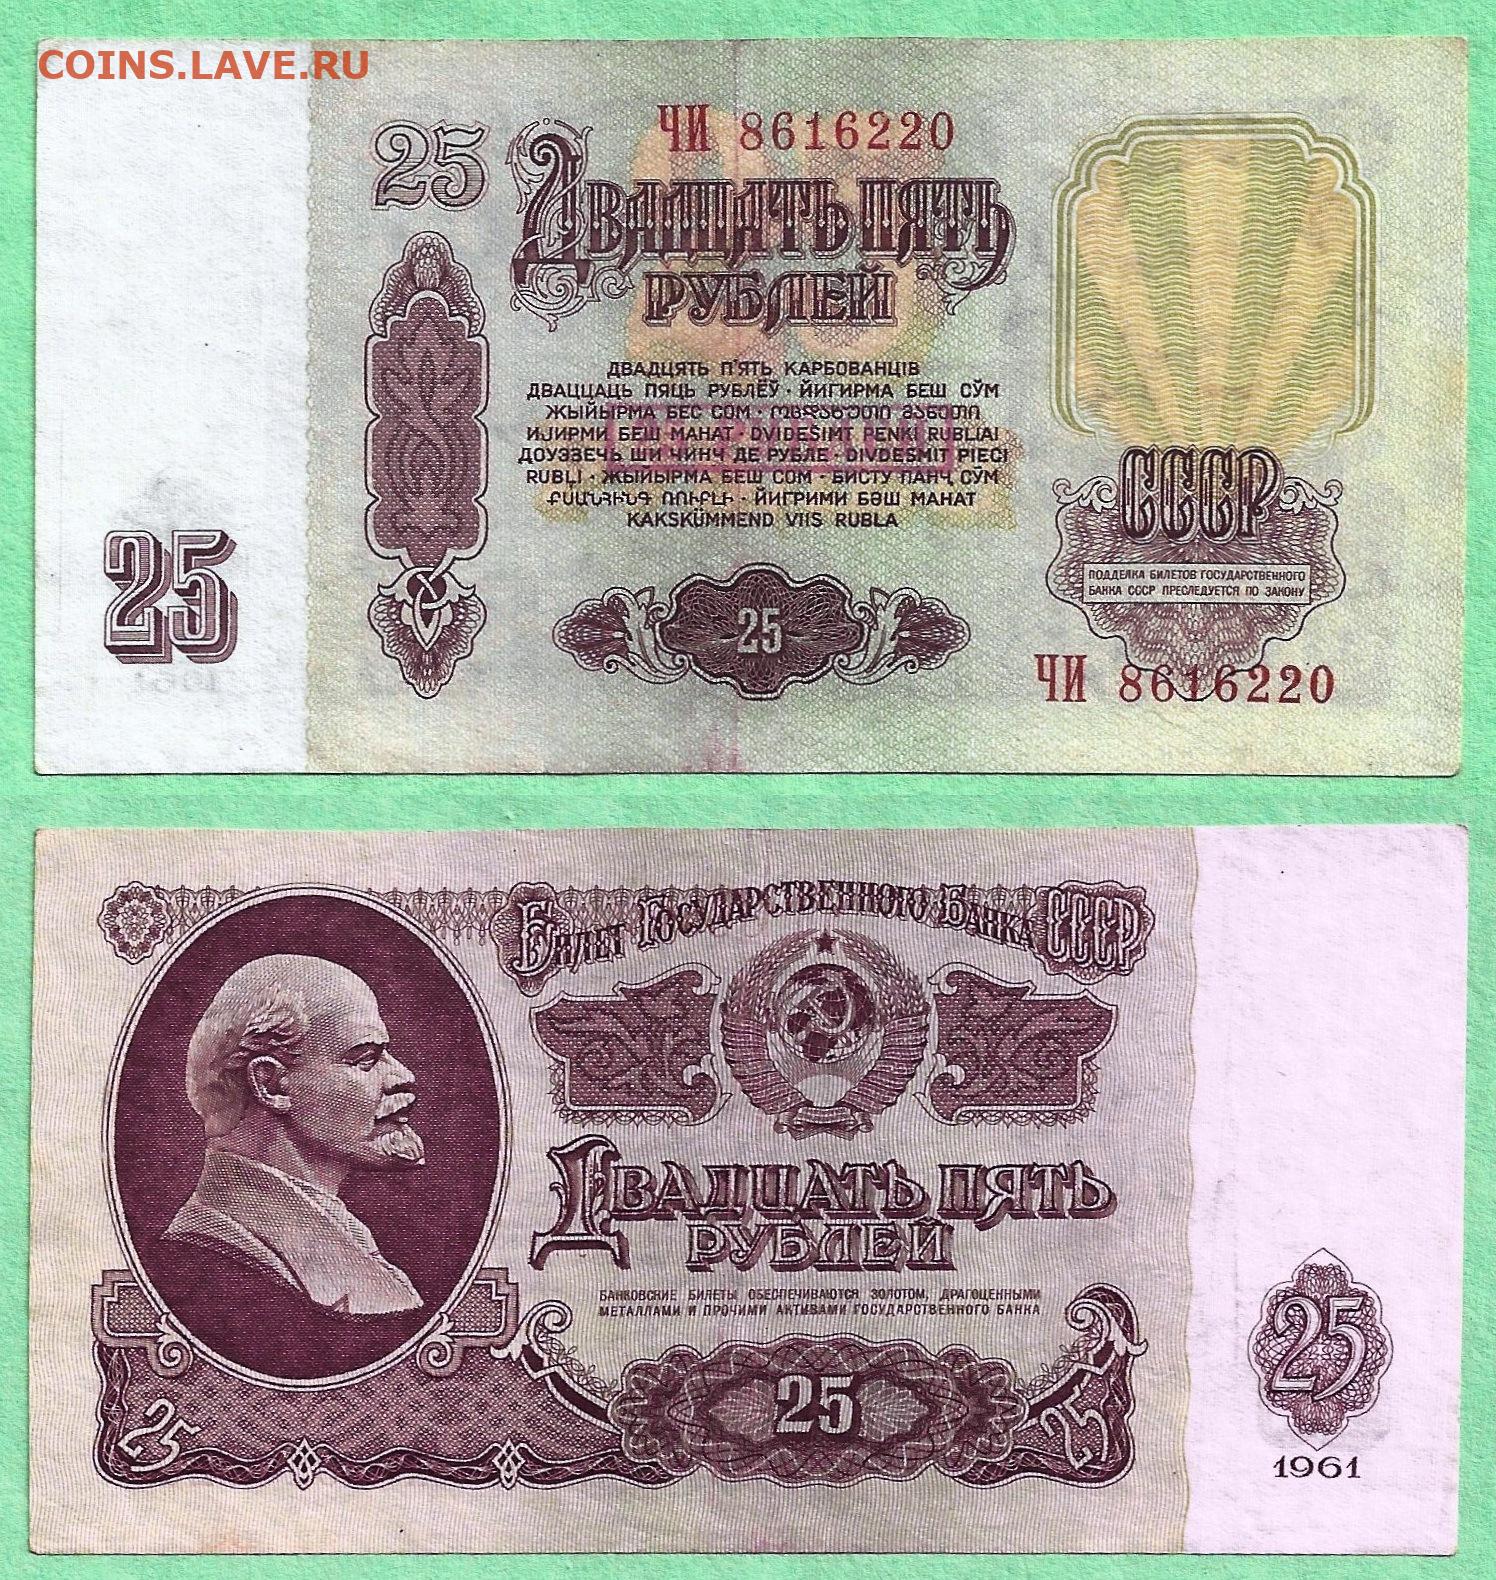 COINS.LAVE.RU
ЧИ 8616220
25
Двадцать пять
рублей
ДВАДЦЯТЬ П'ЯТЬ КАРБОВАНЦІВ
ДВАЦЦАЦЬ ПЯЦЬ РУБЛЁЎ · ЙИГИРМА БЕШ СЎМ
ЖЫЙЫРМА БЕС СОМ · ოცდახუთი მანეთი
ИЈИРМИ БЕШ МАНАТ · DVIDEŠIMT PENKI RUBLIAI
ДОУЭЗЕЧЬ ШИ ЧИНЧ ДЕ РУБЛЕ · DIVDESMIT PIECI
RUBĻI · ЖЫЙЫРМА БЕШ СОМ · БИСТУ ПАНҶ СӮМ
ՔՍԱՆՀԻՆԳ ՌՈՒԲԼԻ · ЙИГРИМИ БӘШ МАНАТ
KAKSKÜMMEND VIIS RUBLA
СССР
ПОДДЕЛКА БИЛЕТОВ ГОСУДАРСТВЕННОГО
БАНКА СССР ПРЕСЛЕДУЕТСЯ ПО ЗАКОНУ
25
25
ЧИ 8616220
Билет Государственного Банка СССР
Двадцать пять
рублей
БАНКОВСКИЕ БИЛЕТЫ ОБЕСПЕЧИВАЮТСЯ ЗОЛОТОМ, ДРАГОЦЕННЫМИ
МЕТАЛЛАМИ И ПРОЧИМИ АКТИВАМИ ГОСУДАРСТВЕННОГО БАНКА
25
25
25
25
1961